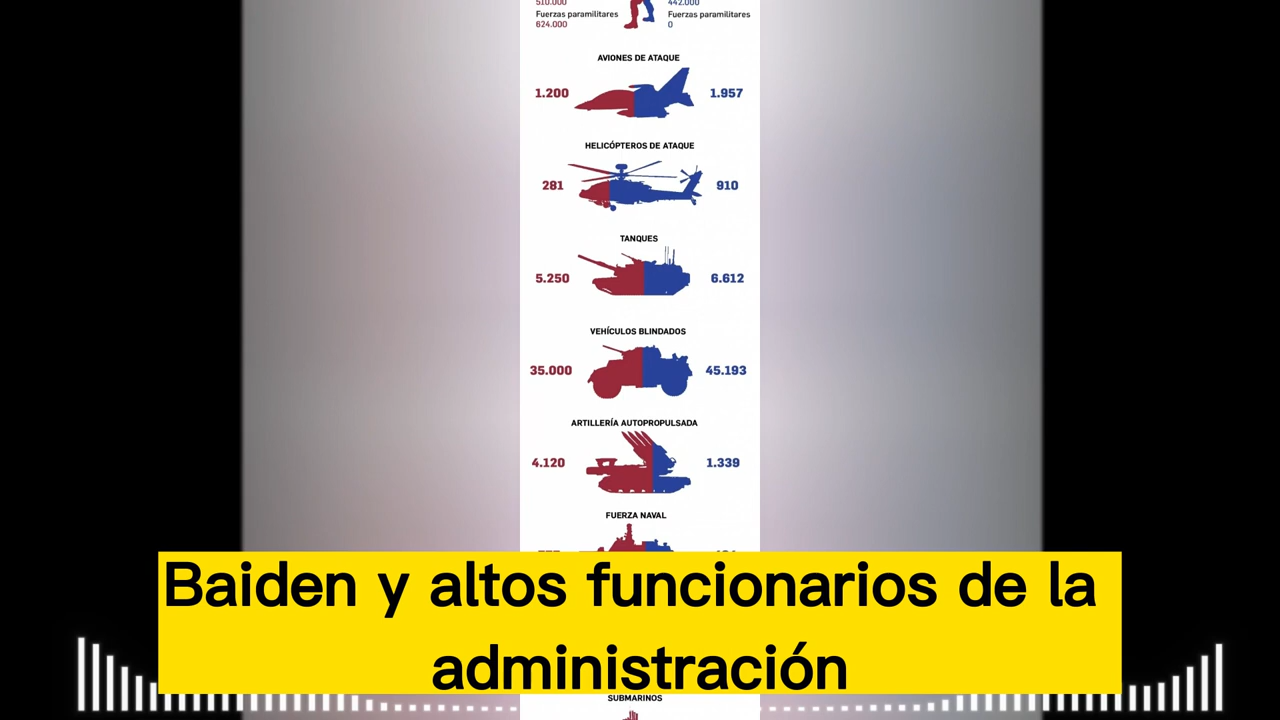 510.000 442.000
Fuerzas paramilitares Fuerzas paramilitares
624.000 0
AVIONES DE ATAQUE
1.200 1.957
HELICÓPTEROS DE ATAQUE
281 910
TANQUES
5.250 6.612
VEHÍCULOS BLINDADOS
35.000 45.193
ARTILLERÍA AUTOPROPULSADA
4.120 1.339
FUERZA NAVAL
Baiden y altos funcionarios de la
administración
SUBMARINOS